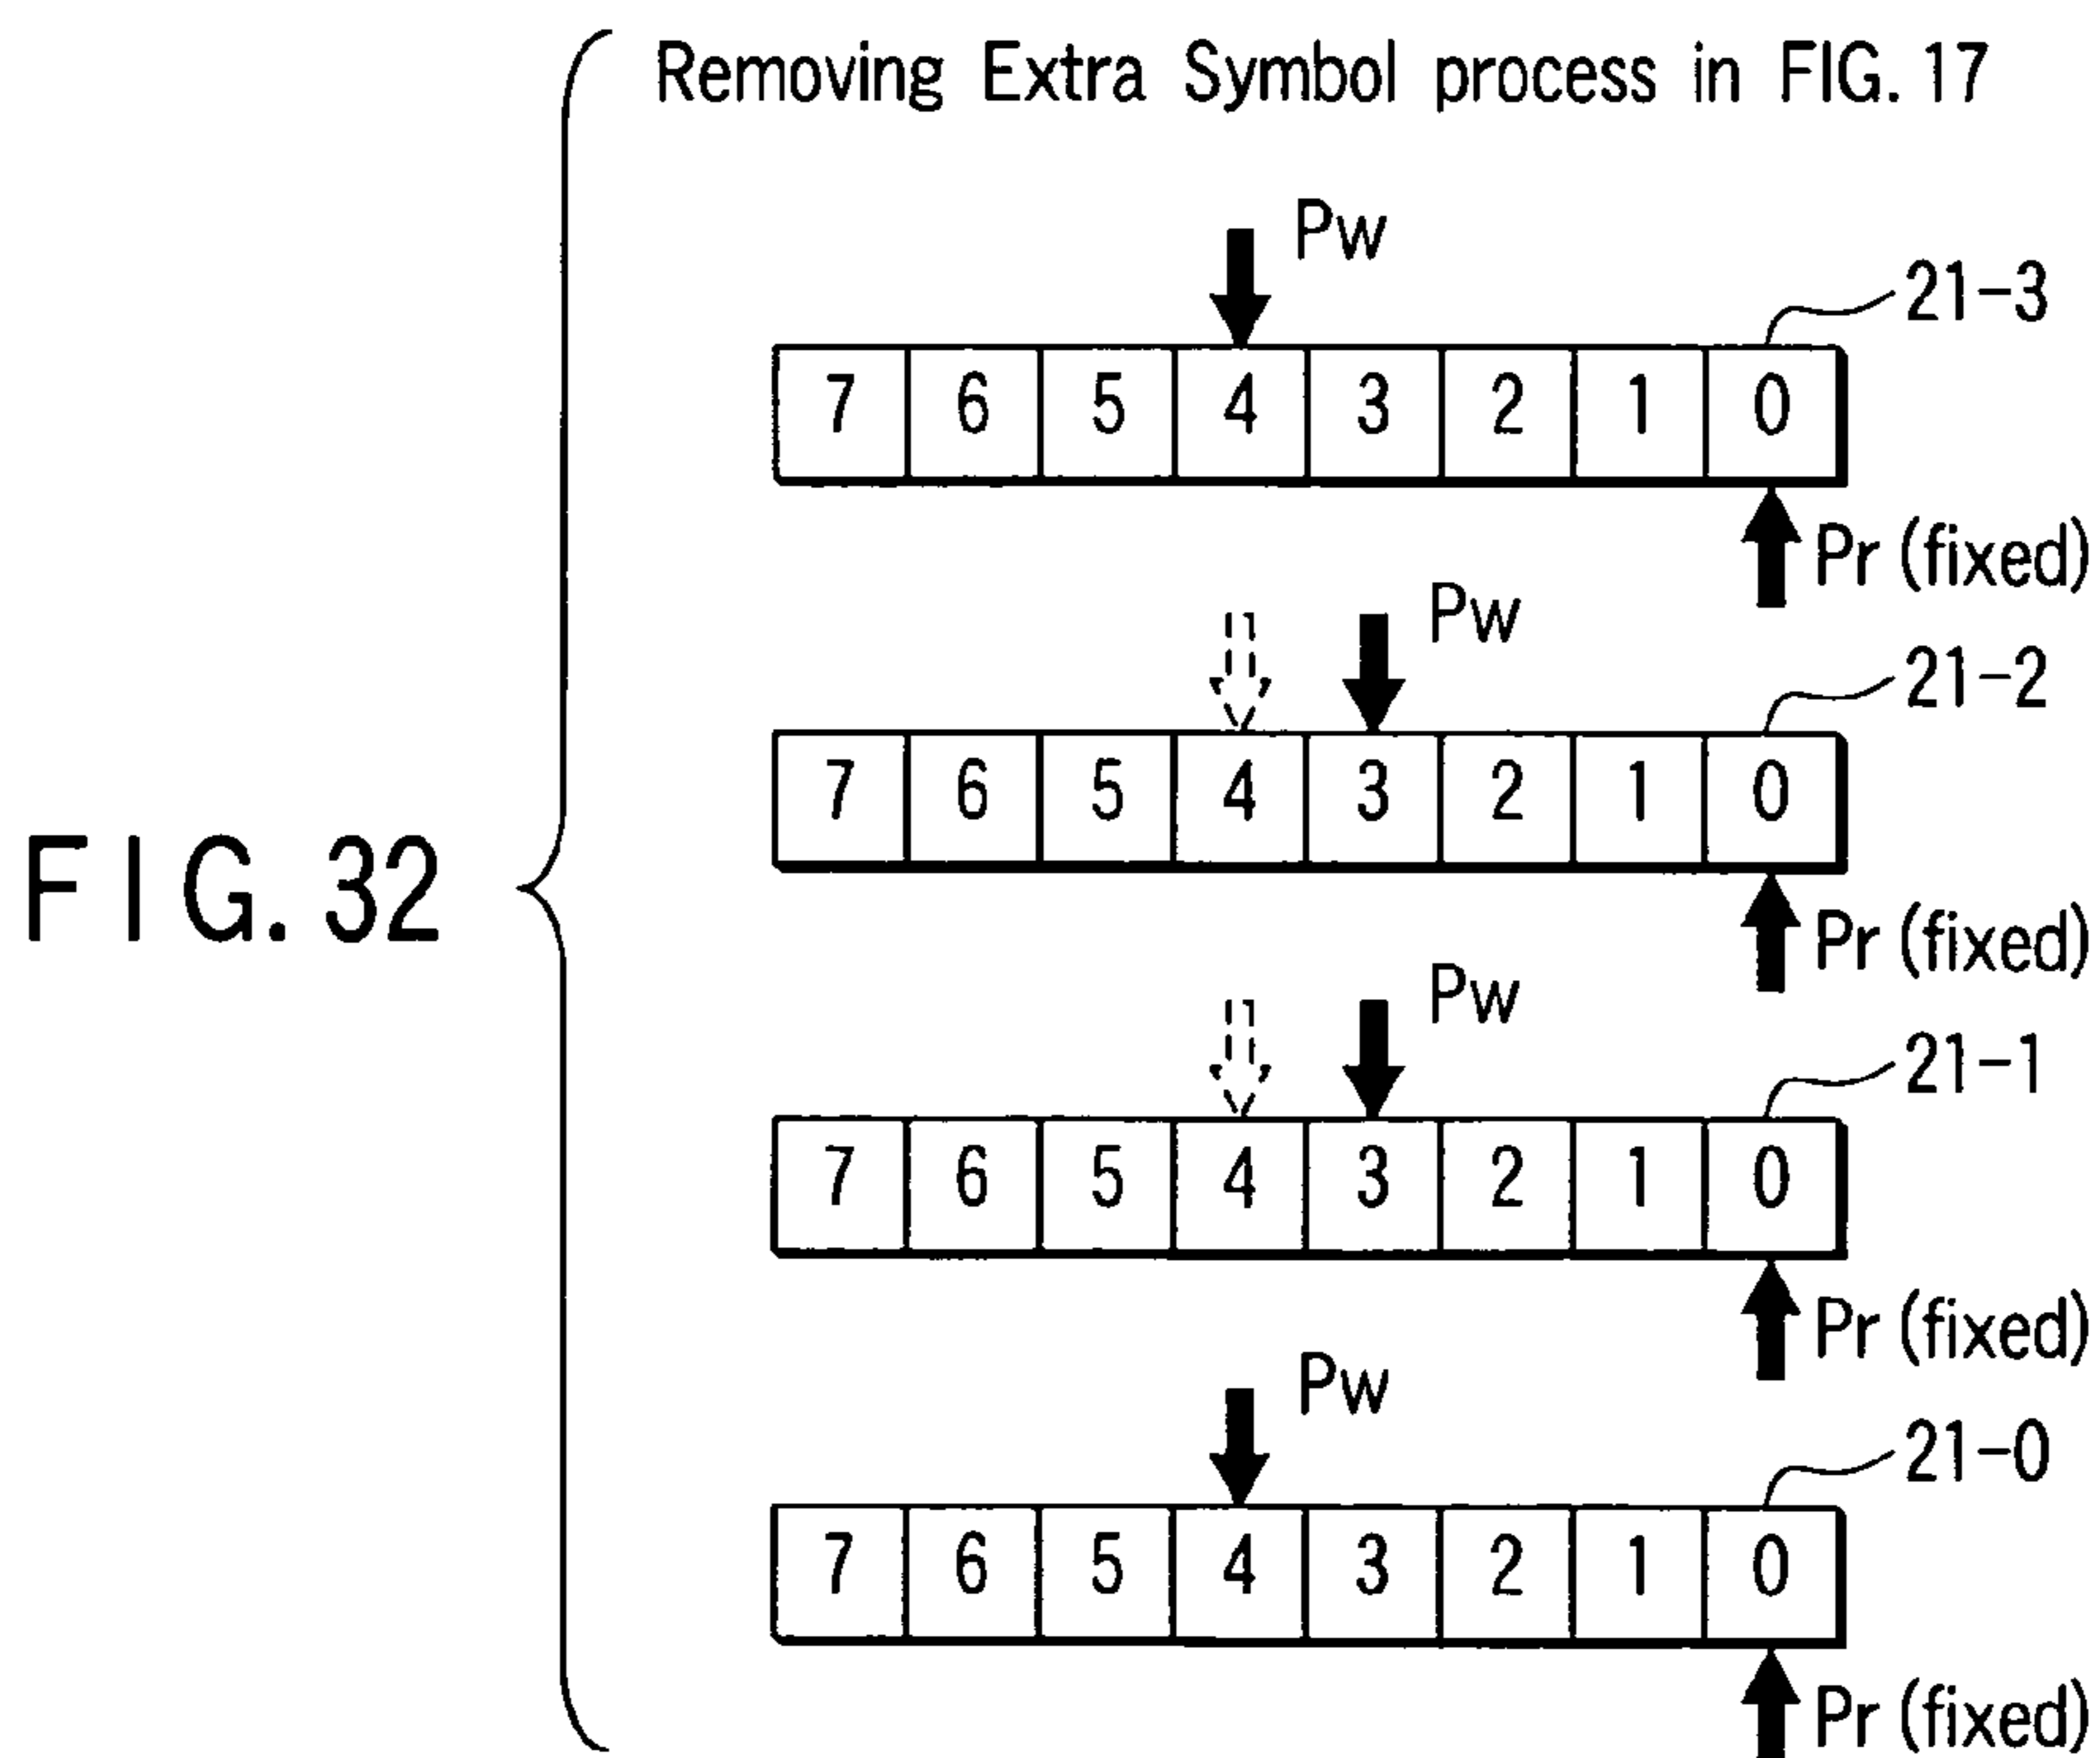 Removing Extra Symbol process in FIG. 17
Pw
21-3
7 6 5 4 3 2 1 0
Pr (fixed)
Pw
21-2
7 6 5 4 3 2 1 0
Pr (fixed)
FIG. 32
Pw
21-1
7 6 5 4 3 2 1 0
Pr (fixed)
Pw
21-0
7 6 5 4 3 2 1 0
Pr (fixed)